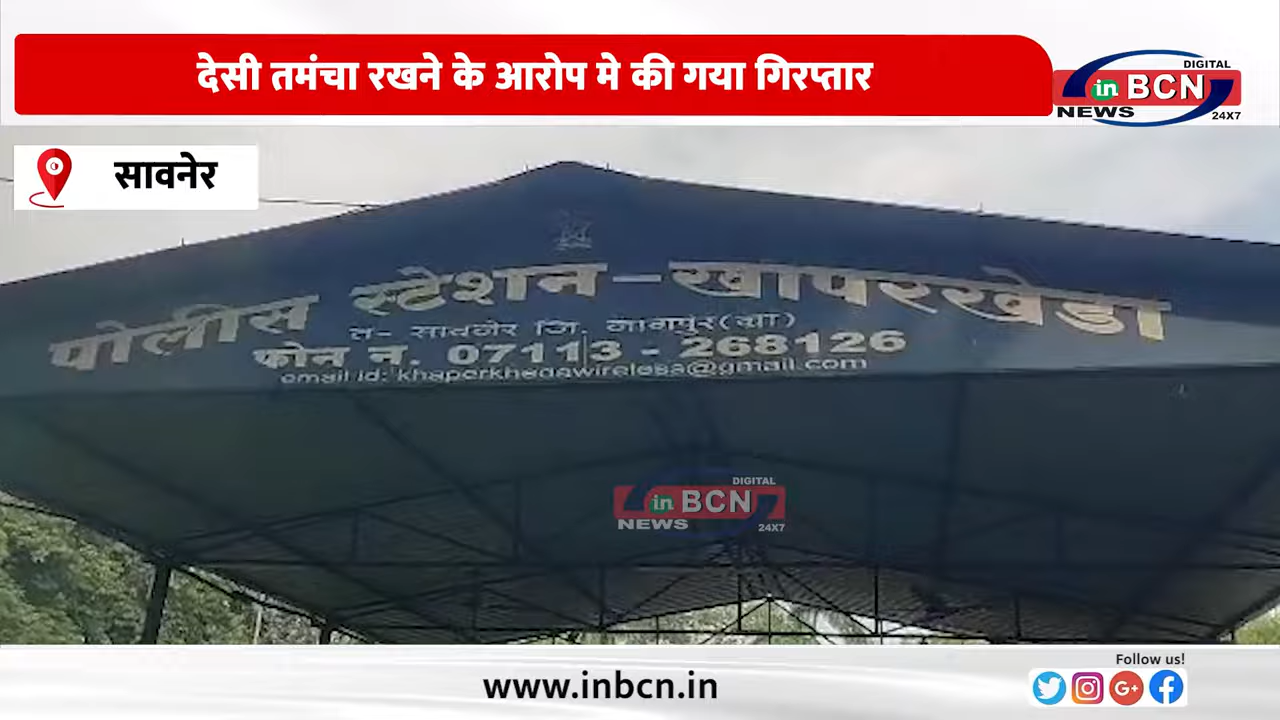 देसी तमंचा रखने के आरोप मे की गया गिरप्तार
DIGITAL
in BCN
NEWS 24X7
सावनेर
पोलीस स्टेशन - खापरखेडा
त- सावनेर जि. नागपुर(ग्रा)
फोन न. 07113 - 268126
email id:
@gmail.com
DIGITAL
in BCN
NEWS 24X7
Follow us!
www.inbcn.in